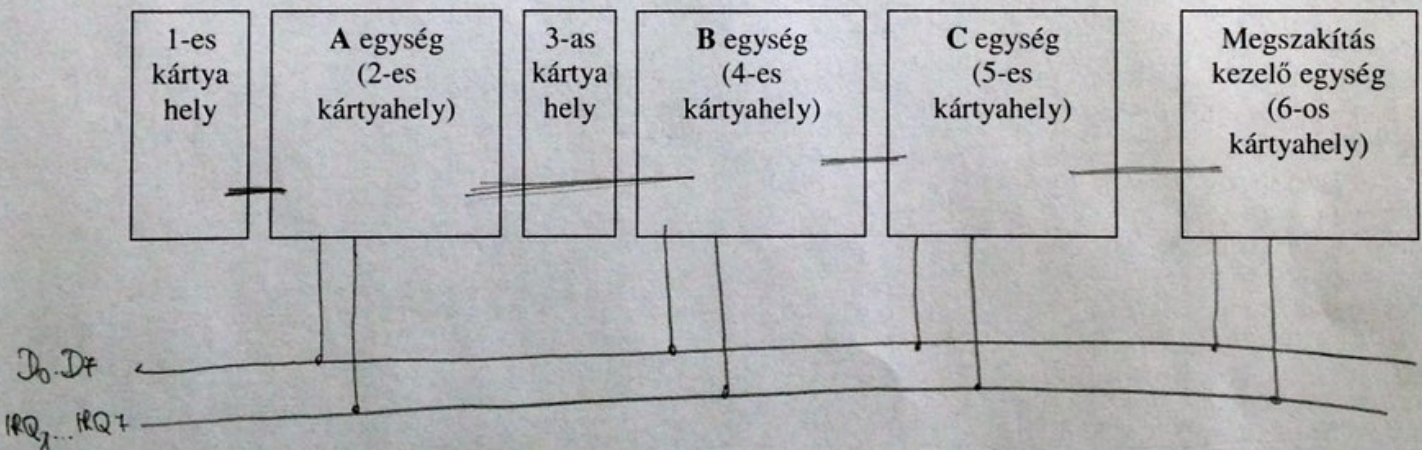 1-es
kártya
hely
A egység
(2-es
kártyahely)
3-as
kártya
hely
B egység
(4-es
kártyahely)
C egység
(5-es
kártyahely)
Megszakítás
kezelő egység
(6-os
kártyahely)
D0..D7
IRQ1...IRQ7